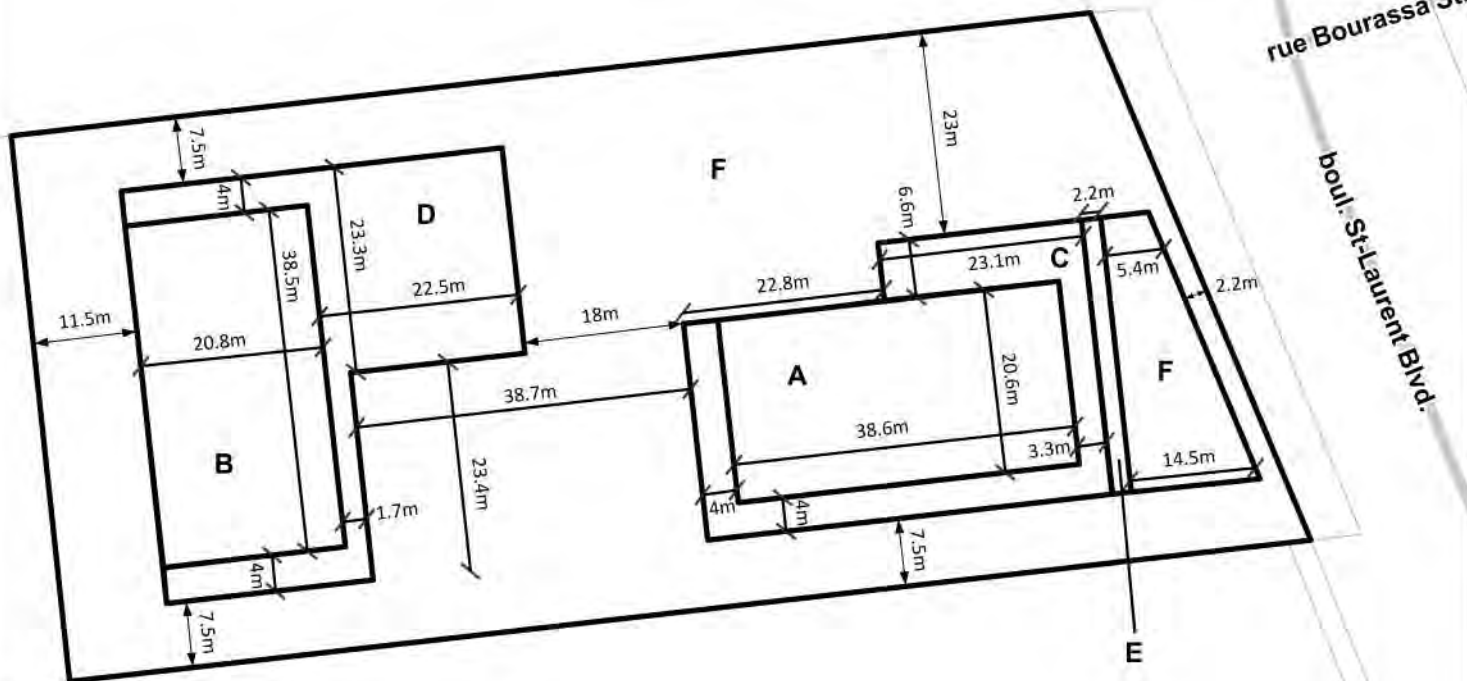 rue Bourassa St.
7.5m
23m
F
4m
D
6.6m
2.2m
boul. St-Laurent Blvd.
23.3m
38.5m
C
23.1m
5.4m
2.2m
22.5m
22.8m
11.5m
18m
20.8m
A
20.6m
F
38.7m
38.6m
B
3.3m
14.5m
23.4m
1.7m
4m
4m
7.5m
4m
7.5m
E